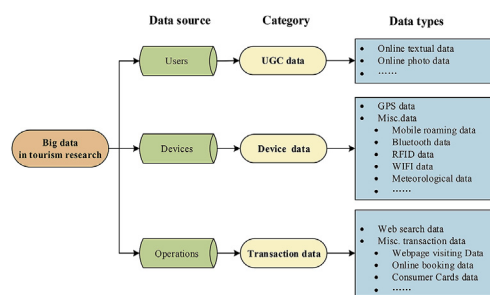 Data source
Category
Data types
Users
UGC data
• Online textual data
• Online photo data
• ……
Big data
in tourism research
Devices
Device data
• GPS data
• Misc.data
• Mobile roaming data
• Bluetooth data
• RFID data
• WIFI data
• Meteorological data
• ……
Operations
Transaction data
• Web search data
• Misc. transaction data
• Webpage visiting Data
• Online booking data
• Consumer Cards data
• ……